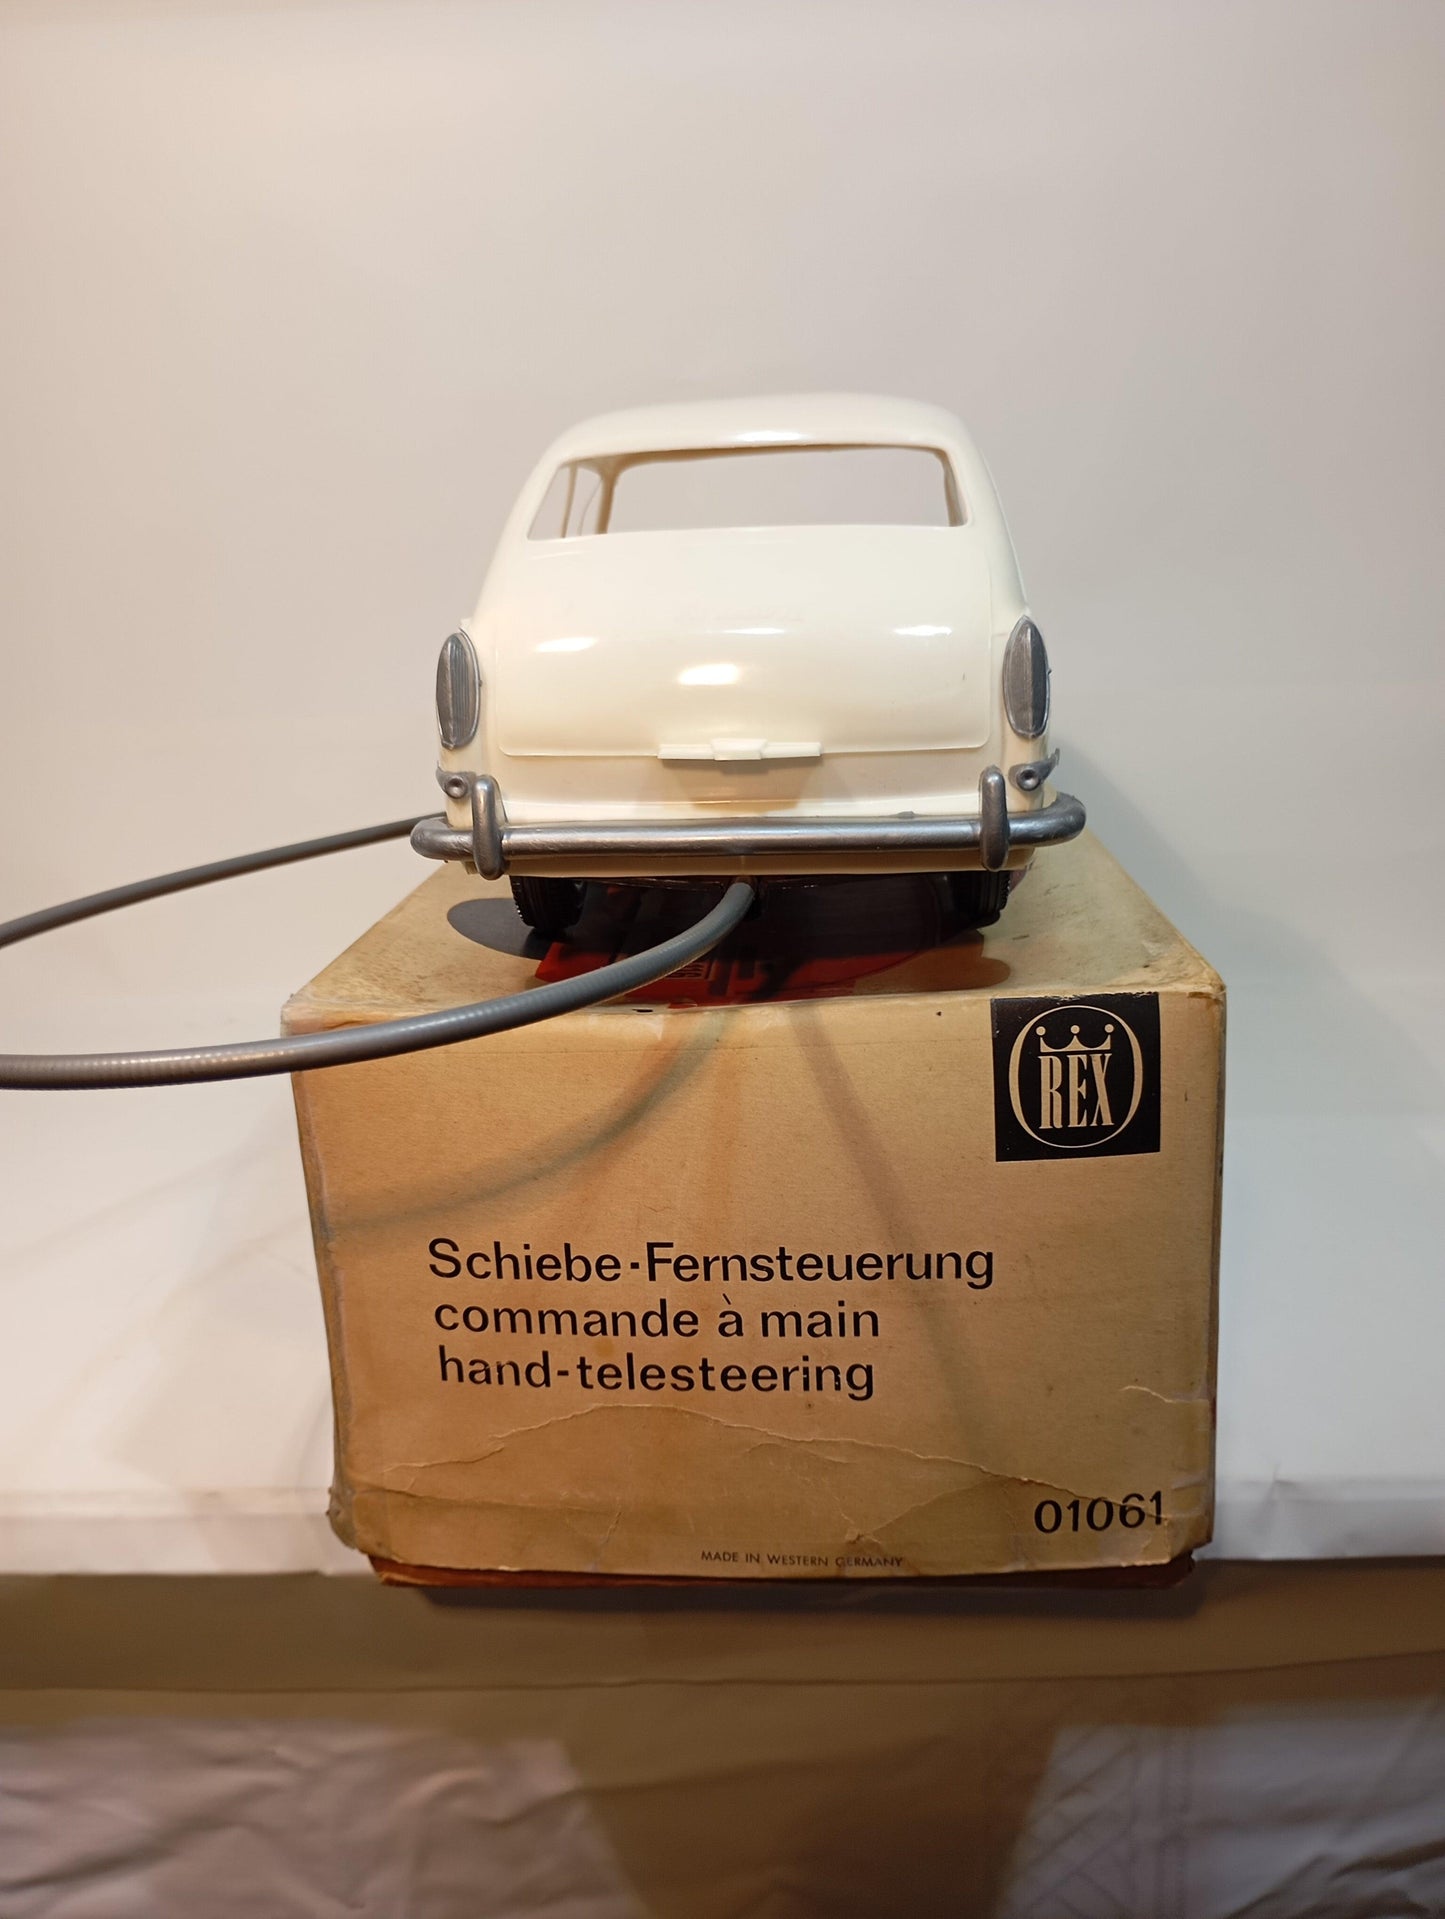 REX
Schiebe-Fernsteuerung
commande à main
hand-telesteering
01061
MADE IN WESTERN GERMANY